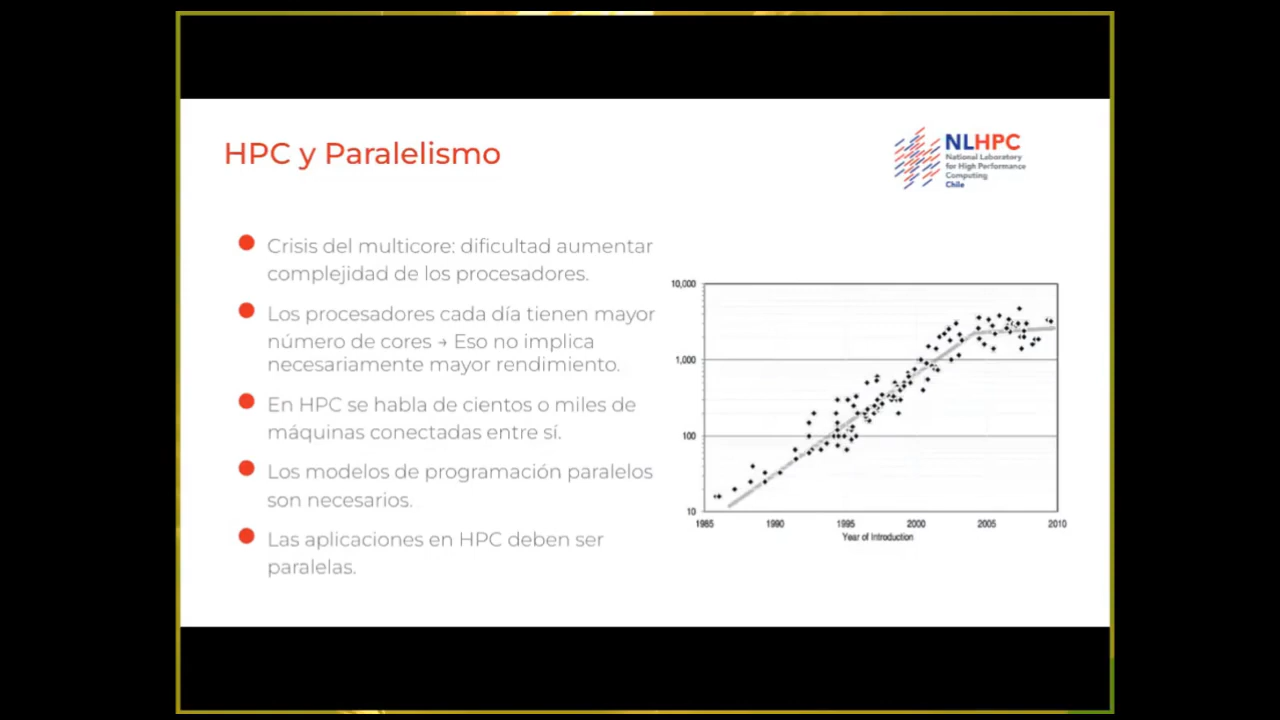 HPC y Paralelismo
NLHPC
National Laboratory
for High Performance
Computing
Chile
Crisis del multicore: dificultad aumentar
complejidad de los procesadores.
Los procesadores cada día tienen mayor
número de cores → Eso no implica
necesariamente mayor rendimiento.
En HPC se habla de cientos o miles de
máquinas conectadas entre sí.
Los modelos de programación paralelos
son necesarios.
Las aplicaciones en HPC deben ser
paralelas.
10,000
1,000
100
10
1985 1990 1995 2000 2005 2010
Year of Introduction